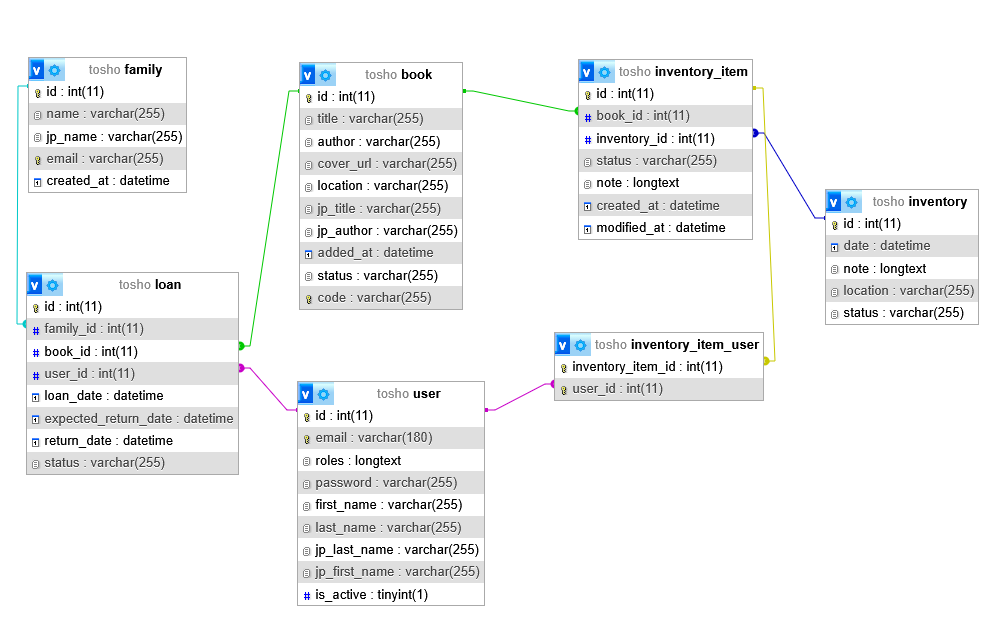 tosho family
id : int(11)
name : varchar(255)
jp_name : varchar(255)
email : varchar(255)
created_at : datetime
tosho book
id : int(11)
title : varchar(255)
author : varchar(255)
cover_url : varchar(255)
location : varchar(255)
jp_title : varchar(255)
jp_author : varchar(255)
added_at : datetime
status : varchar(255)
code : varchar(255)
tosho inventory_item
id : int(11)
book_id : int(11)
inventory_id : int(11)
status : varchar(255)
note : longtext
created_at : datetime
modified_at : datetime
tosho inventory
id : int(11)
date : datetime
note : longtext
location : varchar(255)
status : varchar(255)
tosho loan
id : int(11)
family_id : int(11)
book_id : int(11)
user_id : int(11)
loan_date : datetime
expected_return_date : datetime
return_date : datetime
status : varchar(255)
tosho user
id : int(11)
email : varchar(180)
roles : longtext
password : varchar(255)
first_name : varchar(255)
last_name : varchar(255)
jp_last_name : varchar(255)
jp_first_name : varchar(255)
is_active : tinyint(1)
tosho inventory_item_user
inventory_item_id : int(11)
user_id : int(11)